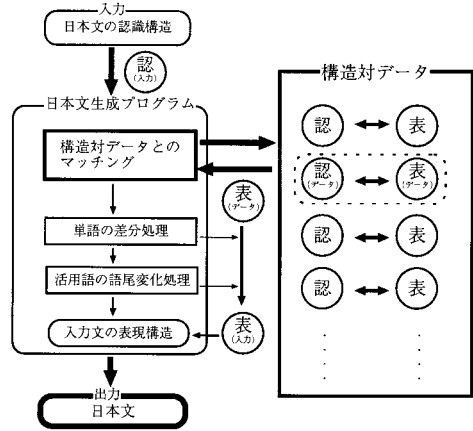 入力
日本文の認識構造
認
(入力)
日本文生成プログラム
構造対データとの
マッチング
表
(データ)
単語の差分処理
活用語の語尾変化処理
入力文の表現構造
表
(入力)
出力
日本文
構造対データ
認 表
認 表
(データ) (データ)
認 表
認 表